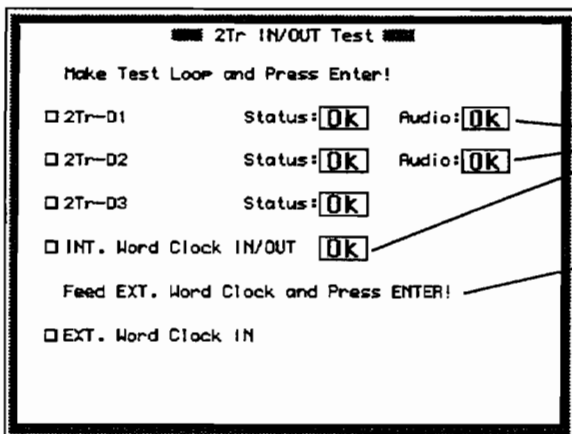 2Tr IN/OUT Test
Make Test Loop and Press Enter!
2Tr-D1 Status: Ok Audio: Ok
2Tr-D2 Status: Ok Audio: Ok
2Tr-D3 Status: Ok
INT. Word Clock IN/OUT Ok
Feed EXT. Word Clock and Press ENTER!
EXT. Word Clock IN